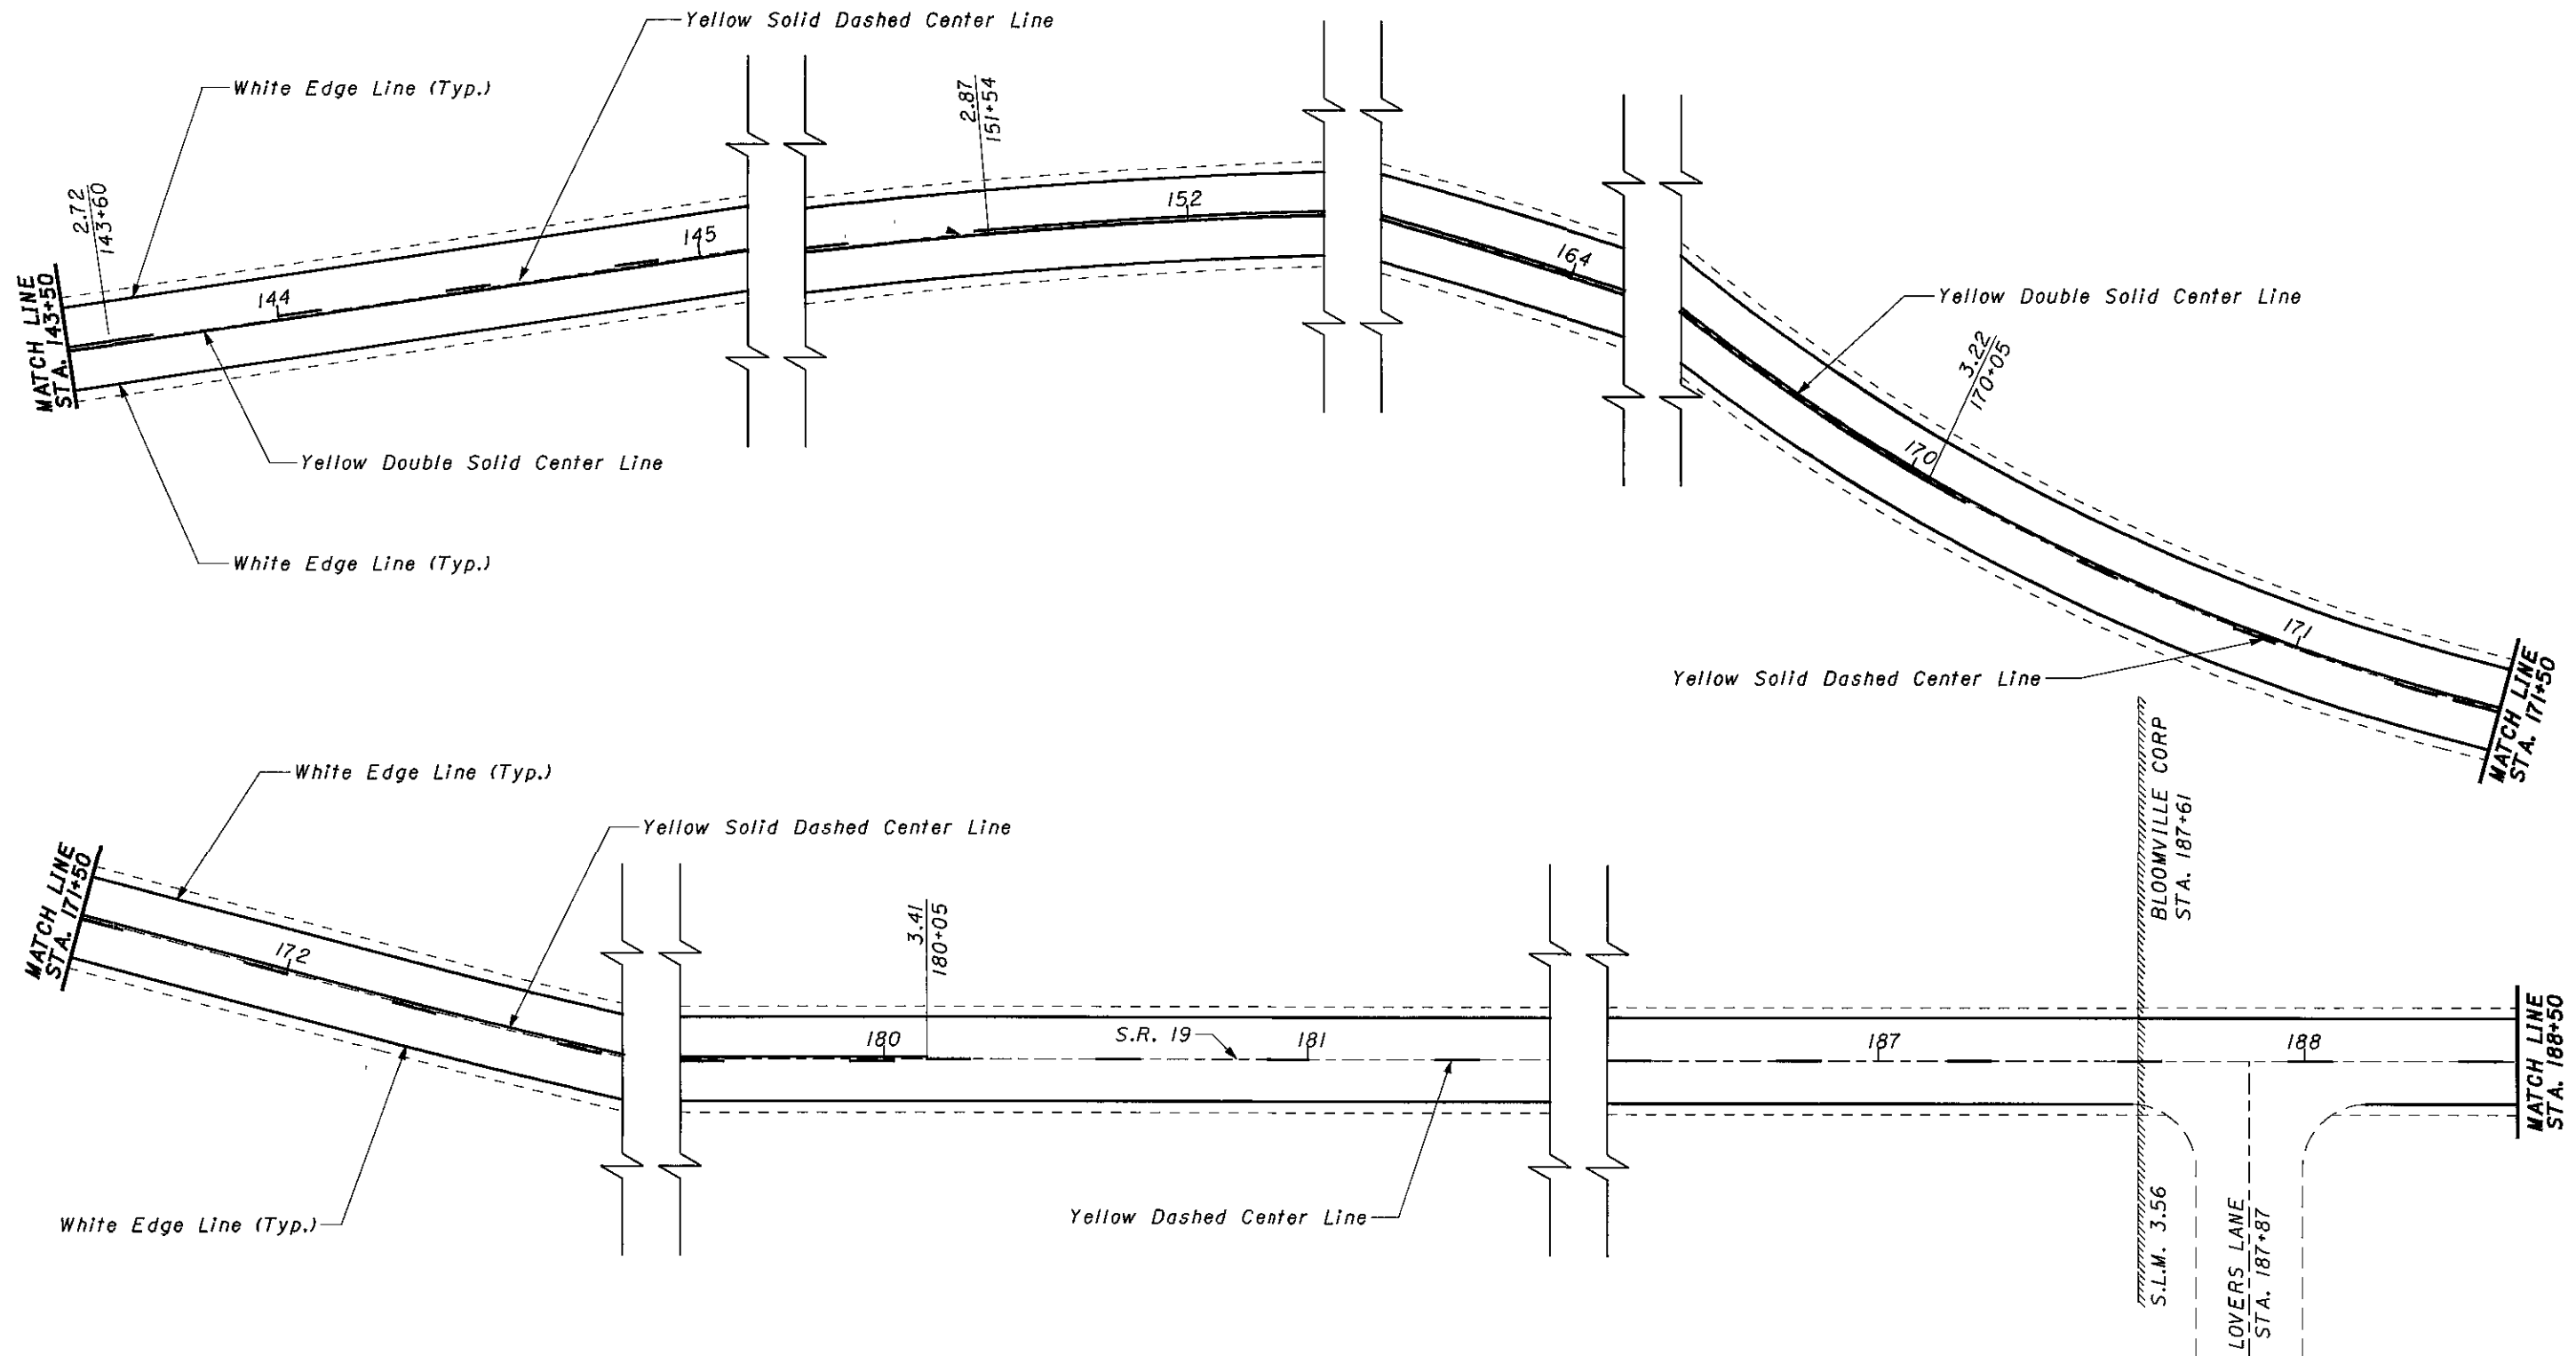 Yellow Solid Dashed Center Line
White Edge Line (Typ.)
2.87
151+54
2.72
143+60
152
145
144
164
MATCH LINE
STA. 143+50
Yellow Double Solid Center Line
3.22
170+05
170
Yellow Double Solid Center Line
White Edge Line (Typ.)
171
Yellow Solid Dashed Center Line
MATCH LINE
STA. 171+50
White Edge Line (Typ.)
Yellow Solid Dashed Center Line
BLOOMVILLE CORP
STA. 187+61
MATCH LINE
STA. 171+50
172
3.41
180+05
180
S.R. 19
181
187
188
MATCH LINE
STA. 188+50
White Edge Line (Typ.)
Yellow Dashed Center Line
S.L.M. 3.56
LOVERS LANE
STA. 187+87